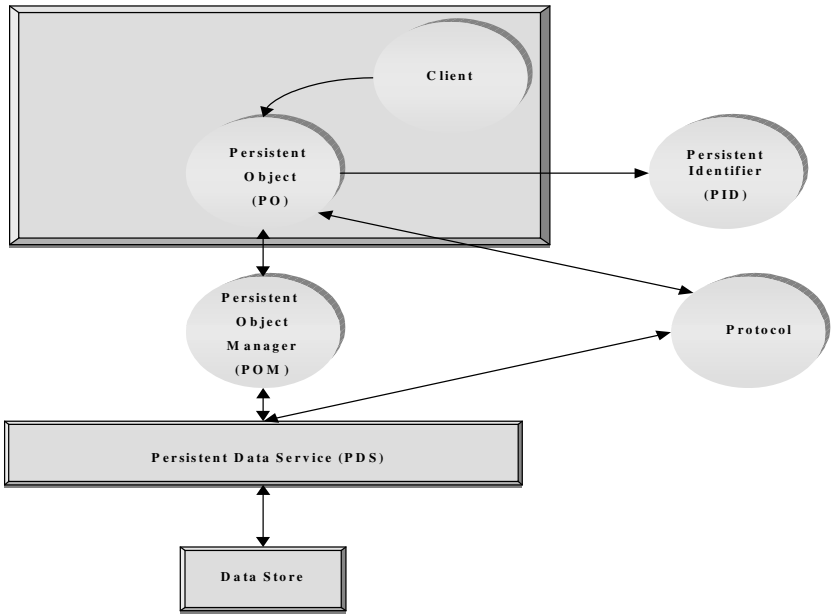 Client
Persistent
Object
(PO)
Persistent
Identifier
(PID)
Persistent
Object
Manager
(POM)
Protocol
Persistent Data Service (PDS)
Data Store